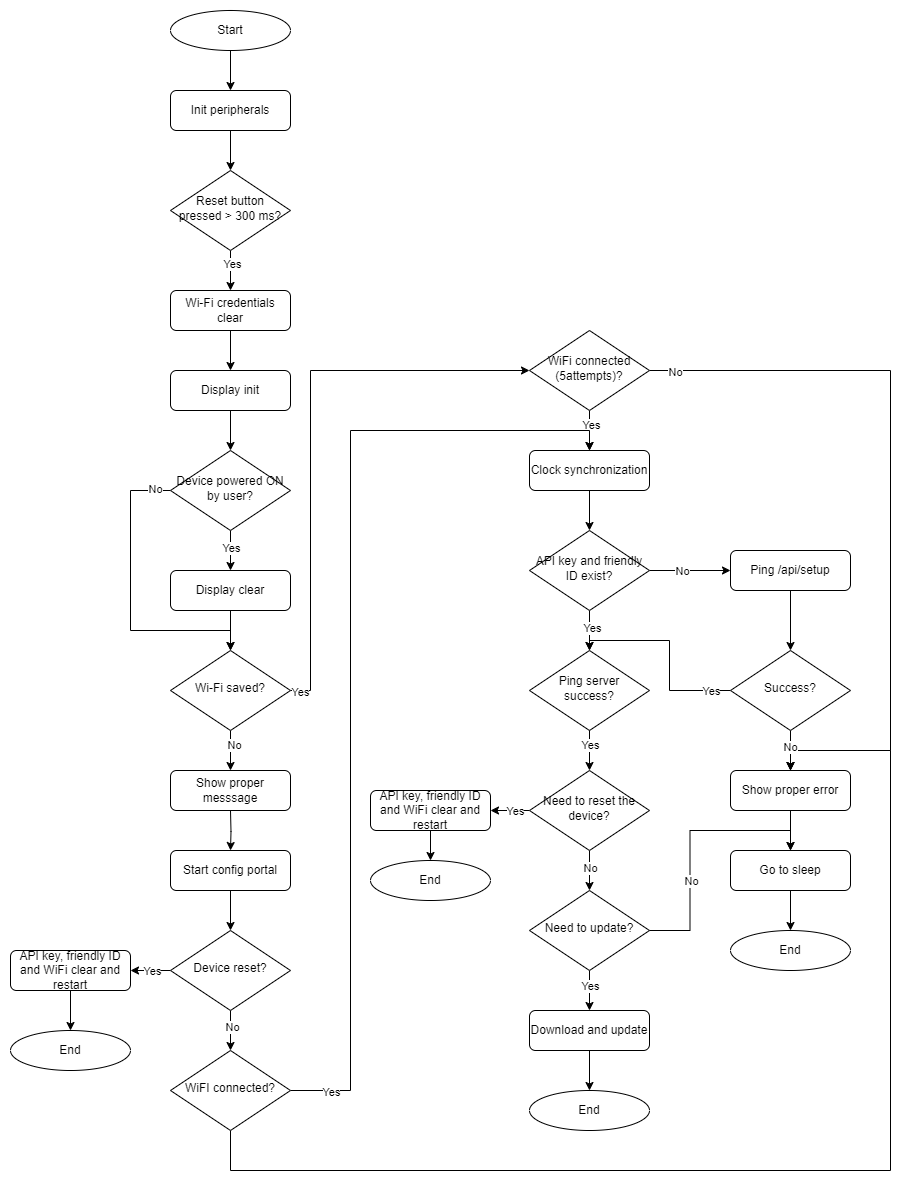 Start
Init peripherals
Reset button
pressed > 300 ms?
Yes
Wi-Fi credentials
clear
Display init
Device powered ON
by user?
No
Yes
Display clear
Wi-Fi saved?
Yes
No
Show proper
messsage
Start config portal
Device reset?
Yes
API key, friendly ID
and WiFi clear and
restart
End
No
WiFI connected?
Yes
WiFi connected
(5attempts)?
No
Yes
Clock synchronization
API key and friendly
ID exist?
No
Ping /api/setup
Yes
Success?
Yes
No
Ping server
success?
Yes
Show proper error
Need to reset the
device?
Yes
API key, friendly ID
and WiFi clear and
restart
End
No
Go to sleep
End
Need to update?
No
Yes
Download and update
End